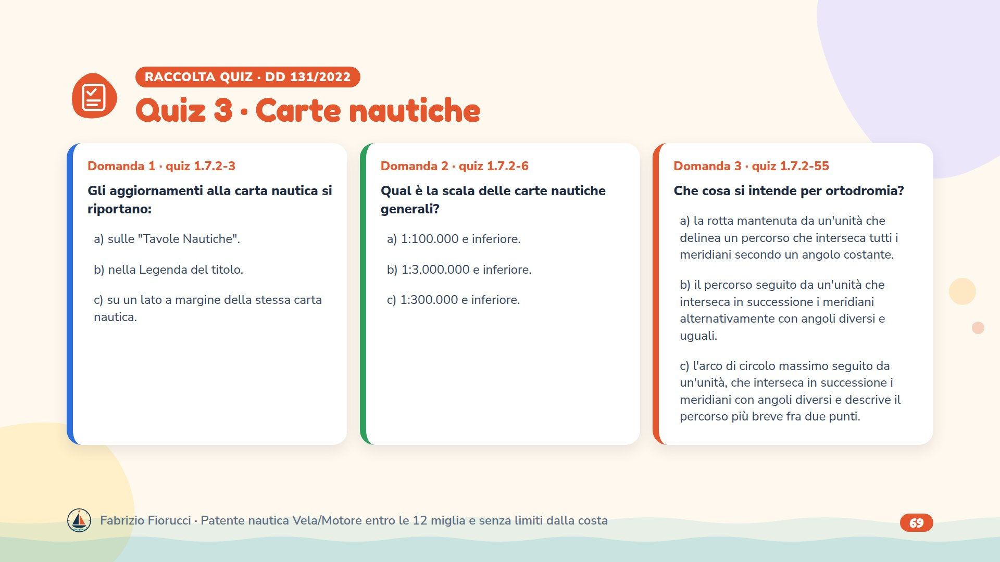 RACCOLTA QUIZ · DD 131/2022
Quiz 3 · Carte nautiche
Domanda 1 · quiz 1.7.2-3
Gli aggiornamenti alla carta nautica si
riportano:
a) sulle "Tavole Nautiche".
b) nella Legenda del titolo.
c) su un lato a margine della stessa carta
nautica.
Domanda 2 · quiz 1.7.2-6
Qual è la scala delle carte nautiche
generali?
a) 1:100.000 e inferiore.
b) 1:3.000.000 e inferiore.
c) 1:300.000 e inferiore.
Domanda 3 · quiz 1.7.2-55
Che cosa si intende per ortodromia?
a) la rotta mantenuta da un'unità che
delinea un percorso che interseca tutti i
meridiani secondo un angolo costante.
b) il percorso seguito da un'unità che
interseca in successione i meridiani
alternativamente con angoli diversi e
uguali.
c) l'arco di circolo massimo seguito da
un'unità, che interseca in successione i
meridiani con angoli diversi e descrive il
percorso più breve fra due punti.
Fabrizio Fiorucci · Patente nautica Vela/Motore entro le 12 miglia e senza limiti dalla costa
69